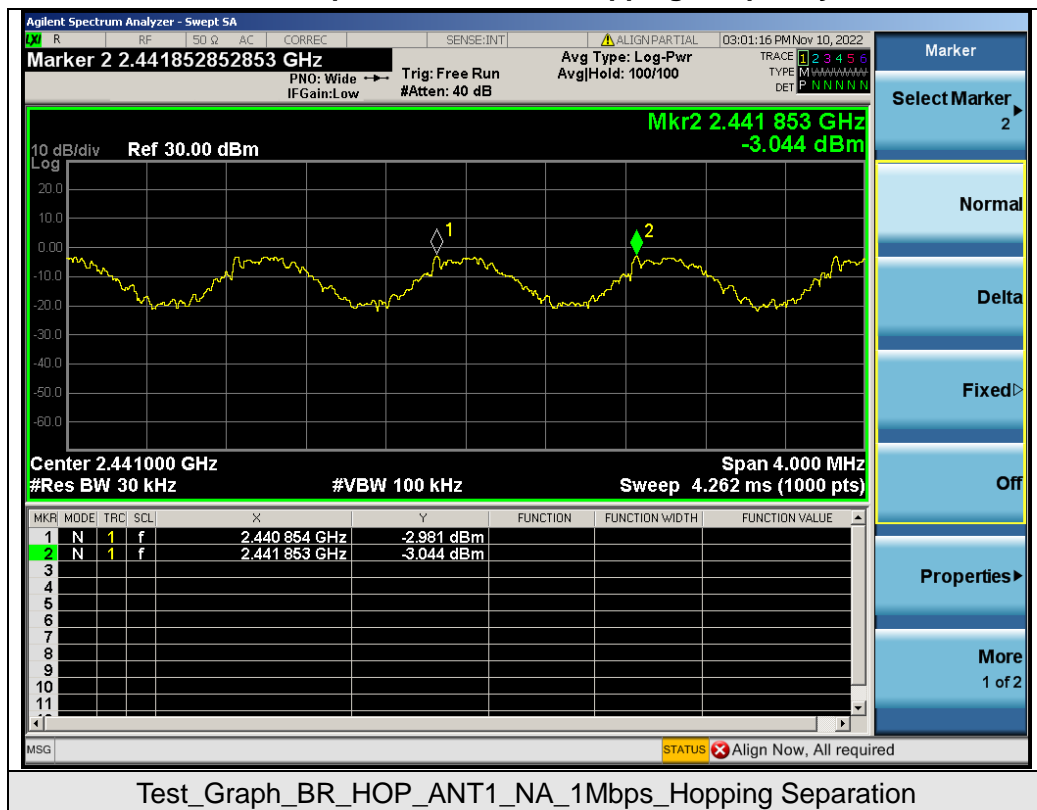 Agilent Spectrum Analyzer - Swept SA
LXI R RF 50 Ω AC CORREC SENSE:INT ALIGNPARTIAL 03:01:16 PM Nov 10, 2022
Marker 2 2.441852852853 GHz
PNO: Wide
IFGain:Low
Trig: Free Run
#Atten: 40 dB
Avg Type: Log-Pwr
Avg|Hold: 100/100
TRACE 1 2 3 4 5 6
TYPE M
DET P N N N N N
Mkr2 2.441 853 GHz
-3.044 dBm
10 dB/div Ref 30.00 dBm
Log
20.0
10.0
0.00
-10.0
-20.0
-30.0
-40.0
-50.0
-60.0
1
2
Center 2.441000 GHz Span 4.000 MHz
#Res BW 30 kHz #VBW 100 kHz Sweep 4.262 ms (1000 pts)
MKR MODE TRC SCL X Y FUNCTION FUNCTION WIDTH FUNCTION VALUE
1 N 1 f 2.440 854 GHz -2.981 dBm
2 N 1 f 2.441 853 GHz -3.044 dBm
3
4
5
6
7
8
9
10
11
MSG STATUS Align Now, All required
Marker
Select Marker
2
Normal
Delta
Fixed
Off
Properties
More
1 of 2
Test_Graph_BR_HOP_ANT1_NA_1Mbps_Hopping Separation